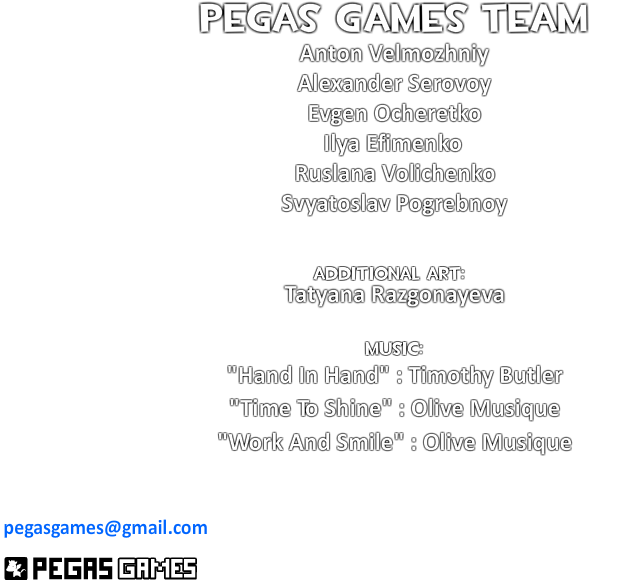 PEGAS GAMES TEAM
Anton Velmozhniy
Alexander Serovoy
Evgen Ocheretko
Ilya Efimenko
Ruslana Volichenko
Svyatoslav Pogrebnoy
ADDITIONAL ART:
Tatyana Razgonayeva
MUSIC:
"Hand In Hand" : Timothy Butler
"Time To Shine" : Olive Musique
"Work And Smile" : Olive Musique
pegasgames@gmail.com
PEGAS GAMES